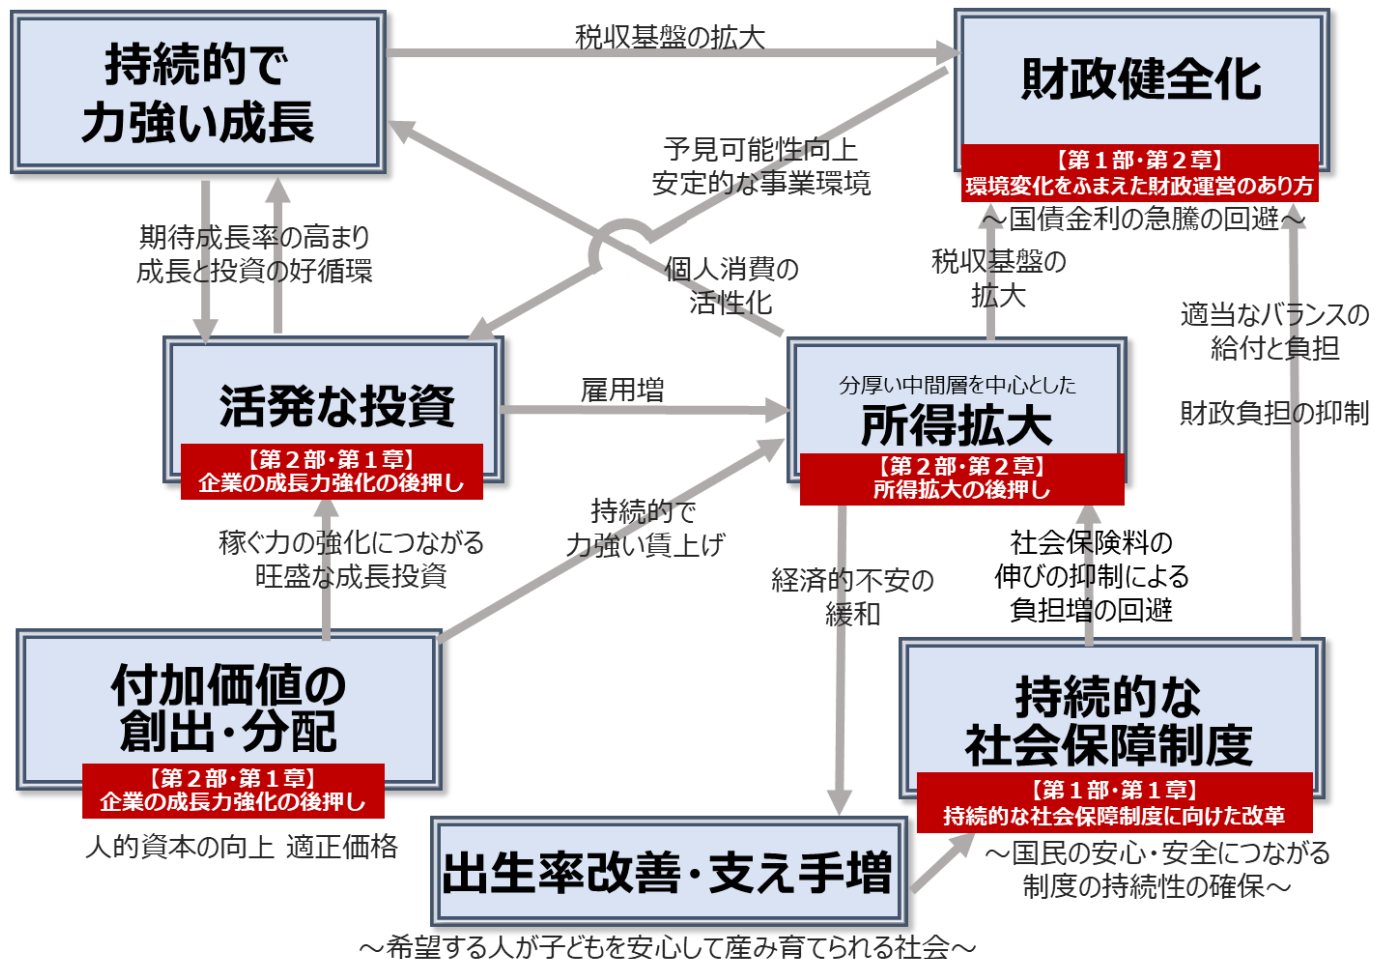 持続的で
力強い成長
税収基盤の拡大
財政健全化
【第１部・第２章】
環境変化をふまえた財政運営のあり方
～国債金利の急騰の回避～
予見可能性向上
安定的な事業環境
期待成長率の高まり
成長と投資の好循環
個人消費の
活性化
税収基盤の
拡大
適当なバランスの
給付と負担
財政負担の抑制
活発な投資
【第２部・第１章】
企業の成長力強化の後押し
雇用増
分厚い中間層を中心とした
所得拡大
【第２部・第２章】
所得拡大の後押し
稼ぐ力の強化につながる
旺盛な成長投資
持続的で
力強い賃上げ
経済的不安の
緩和
社会保険料の
伸びの抑制による
負担増の回避
付加価値の
創出・分配
【第２部・第１章】
企業の成長力強化の後押し
人的資本の向上 適正価格
持続的な
社会保障制度
【第１部・第１章】
持続的な社会保障制度に向けた改革
～国民の安心・安全につながる
制度の持続性の確保～
出生率改善・支え手増
～希望する人が子どもを安心して産み育てられる社会～